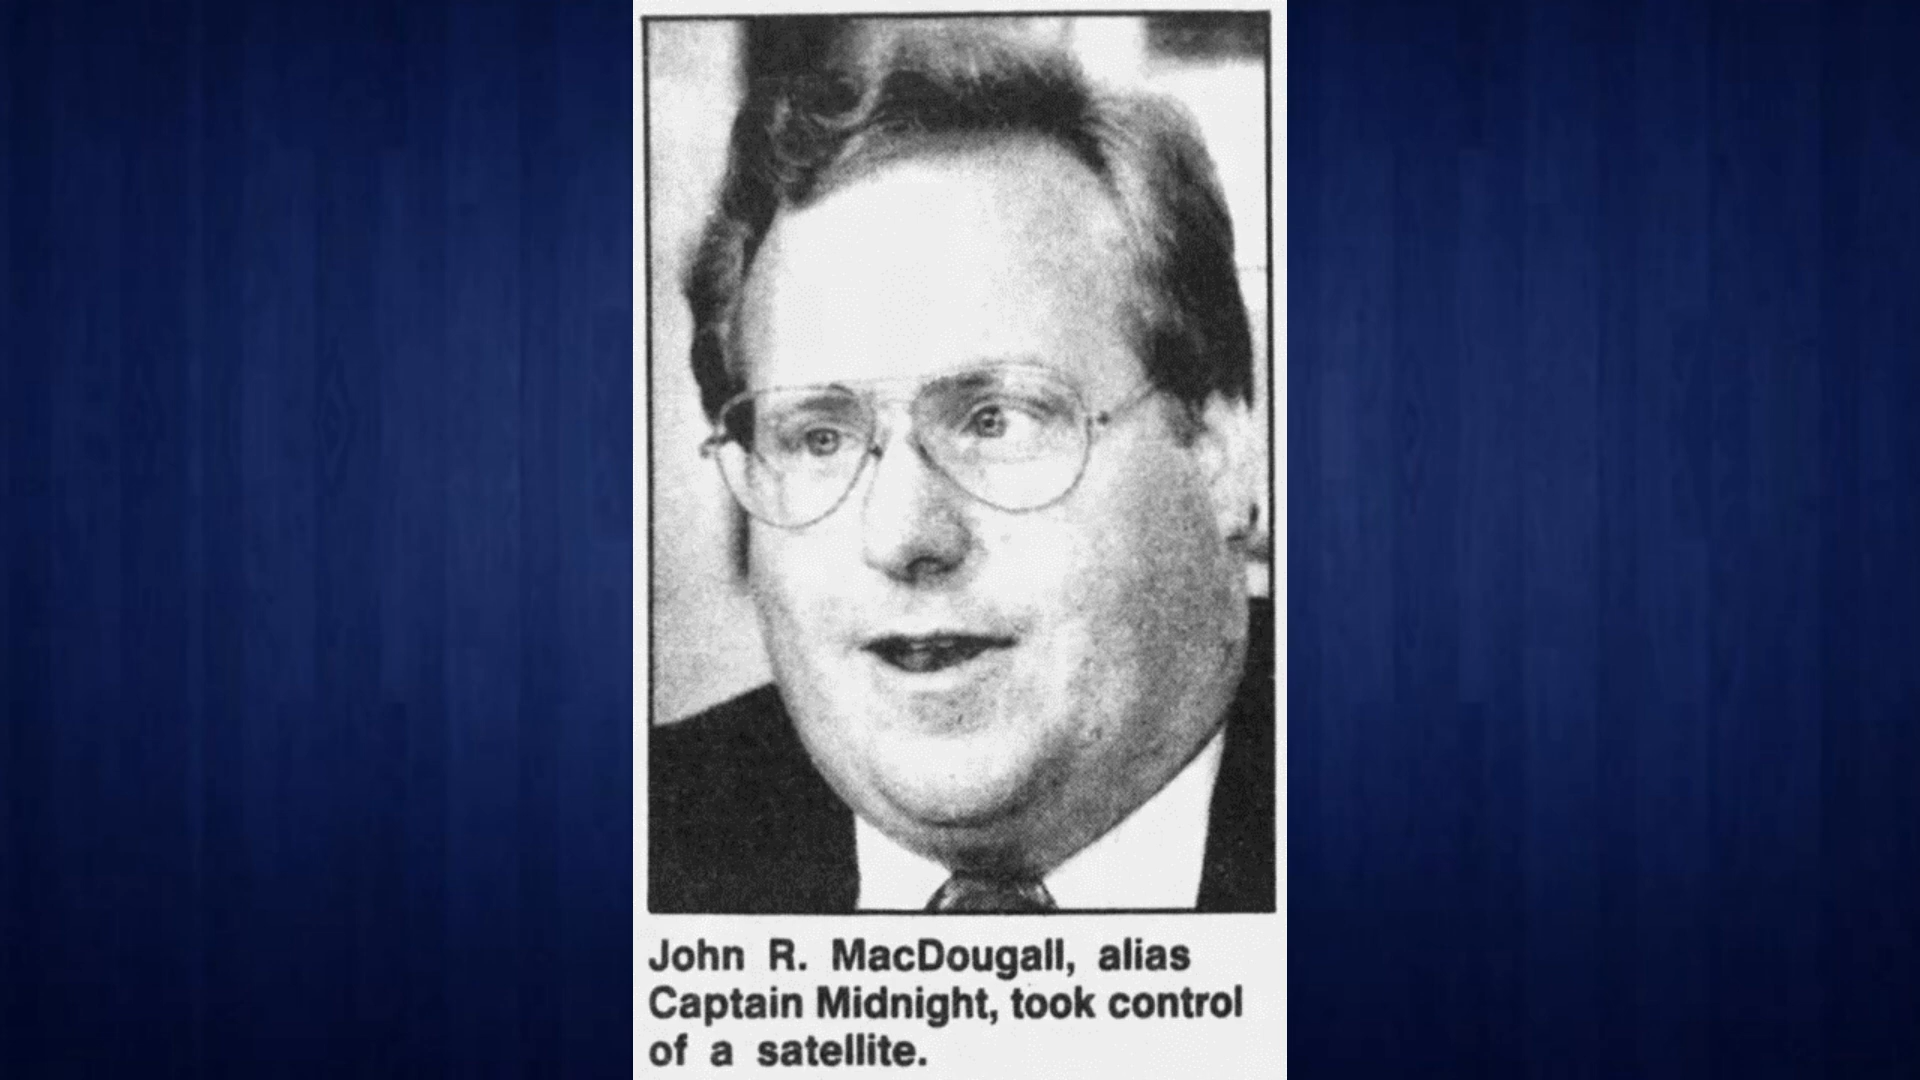 John R. MacDougall, alias
Captain Midnight, took control
of a satellite.